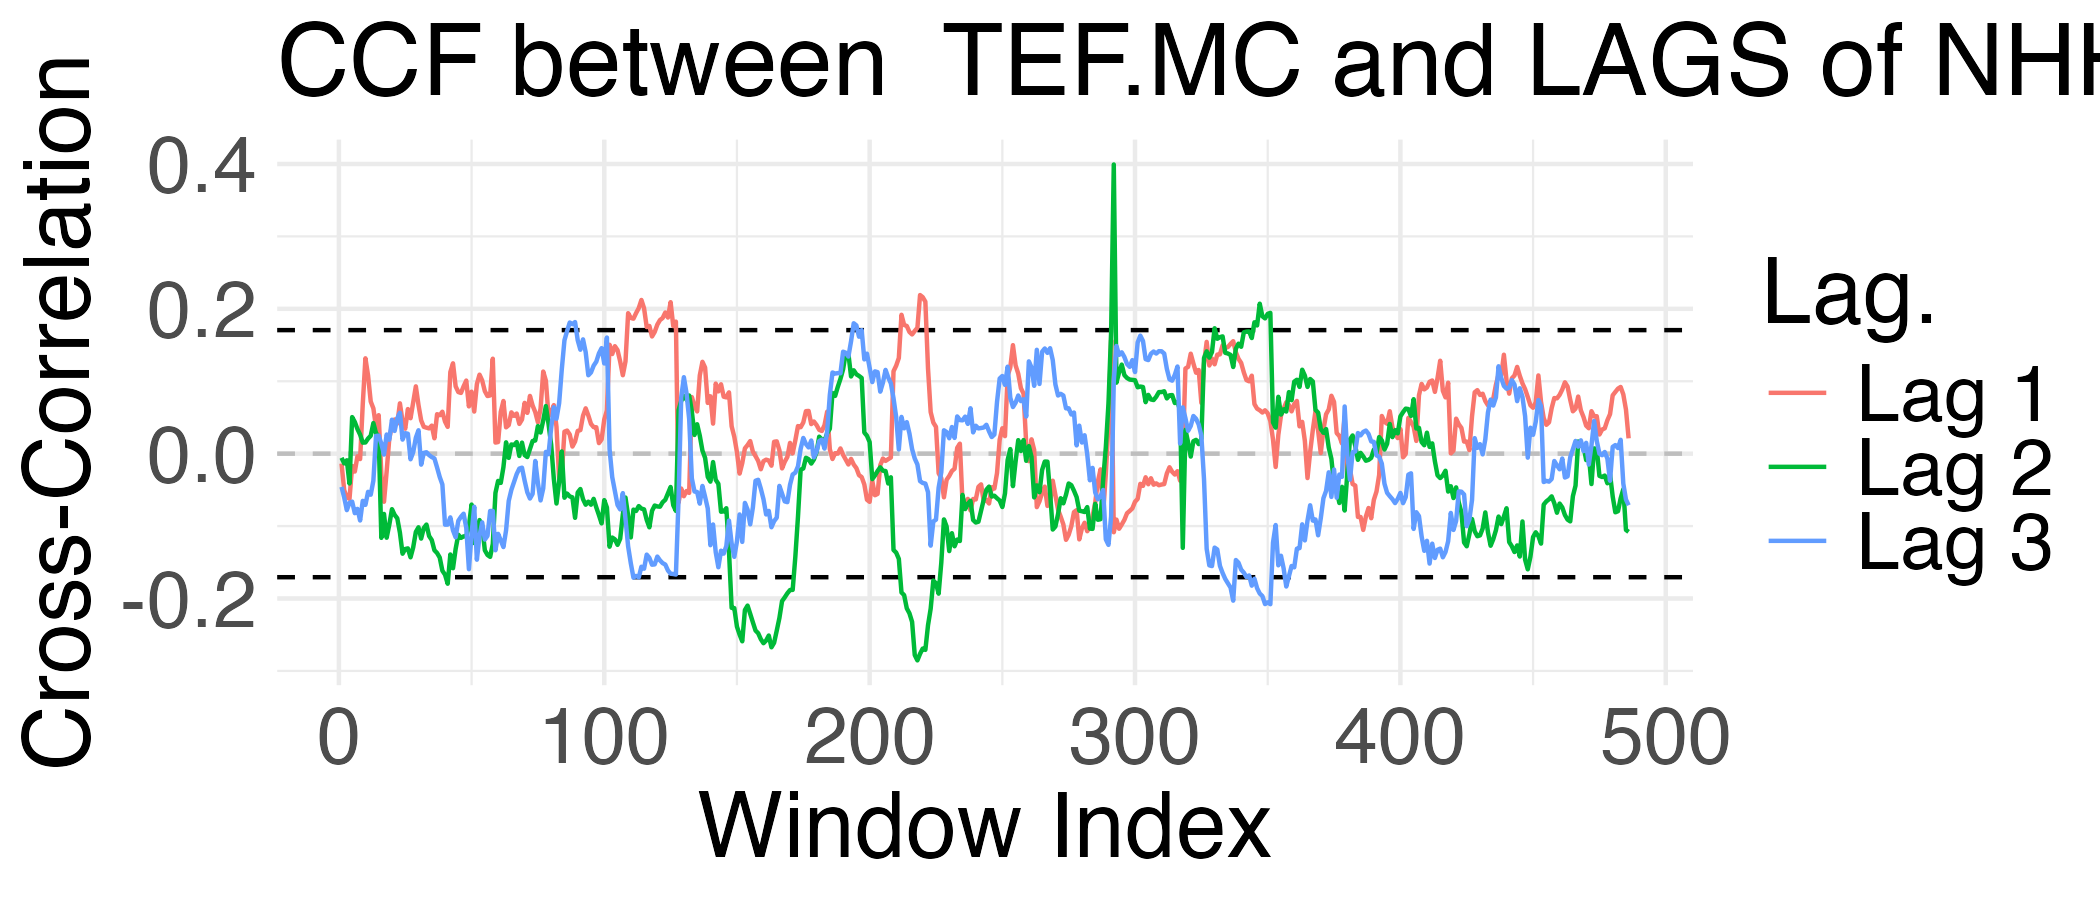 CCF between TEF.MC and LAGS of
Cross-Correlation
0.4
0.2
0.0
-0.2
0 100 200 300 400 500
Window Index
Lag.
Lag 1
Lag 2
Lag 3